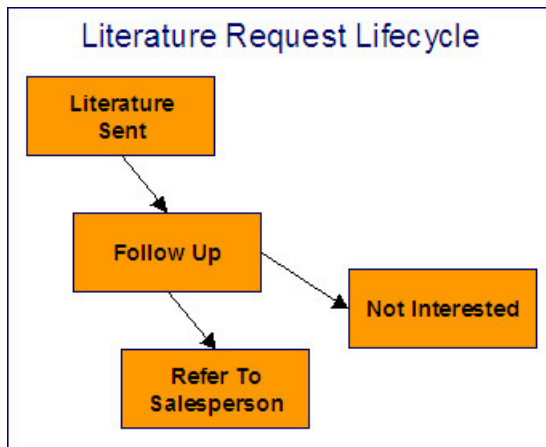 Literature Request Lifecycle
Literature
Sent
Follow Up
Not Interested
Refer To
Salesperson